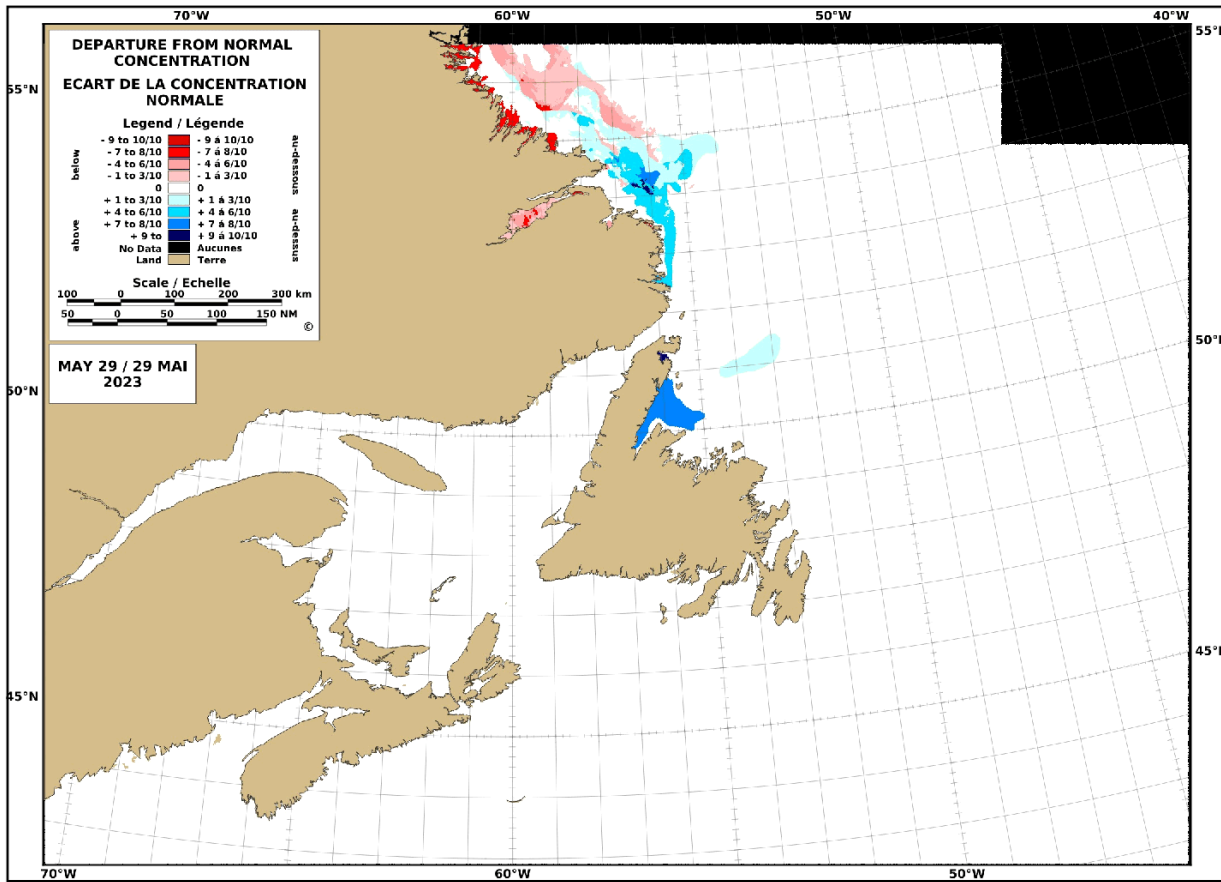 70°W 60°W 50°W 40°W
55°N
DEPARTURE FROM NORMAL
CONCENTRATION
ECART DE LA CONCENTRATION
NORMALE
Legend / Légende
below
- 9 to 10/10 - 9 á 10/10
- 7 to 8/10 - 7 á 8/10
- 4 to 6/10 - 4 á 6/10
- 1 to 3/10 - 1 á 3/10
au-dessous
0 0
above
+ 1 to 3/10 + 1 á 3/10
+ 4 to 6/10 + 4 á 6/10
+ 7 to 8/10 + 7 á 8/10
+ 9 to + 9 á 10/10
au-dessus
No Data Aucunes
Land Terre
Scale / Echelle
100 0 100 200 300 km
50 0 50 100 150 NM
©
55°N
MAY 29 / 29 MAI
2023
50°N
50°N
45°N
45°N
70°W 60°W 50°W